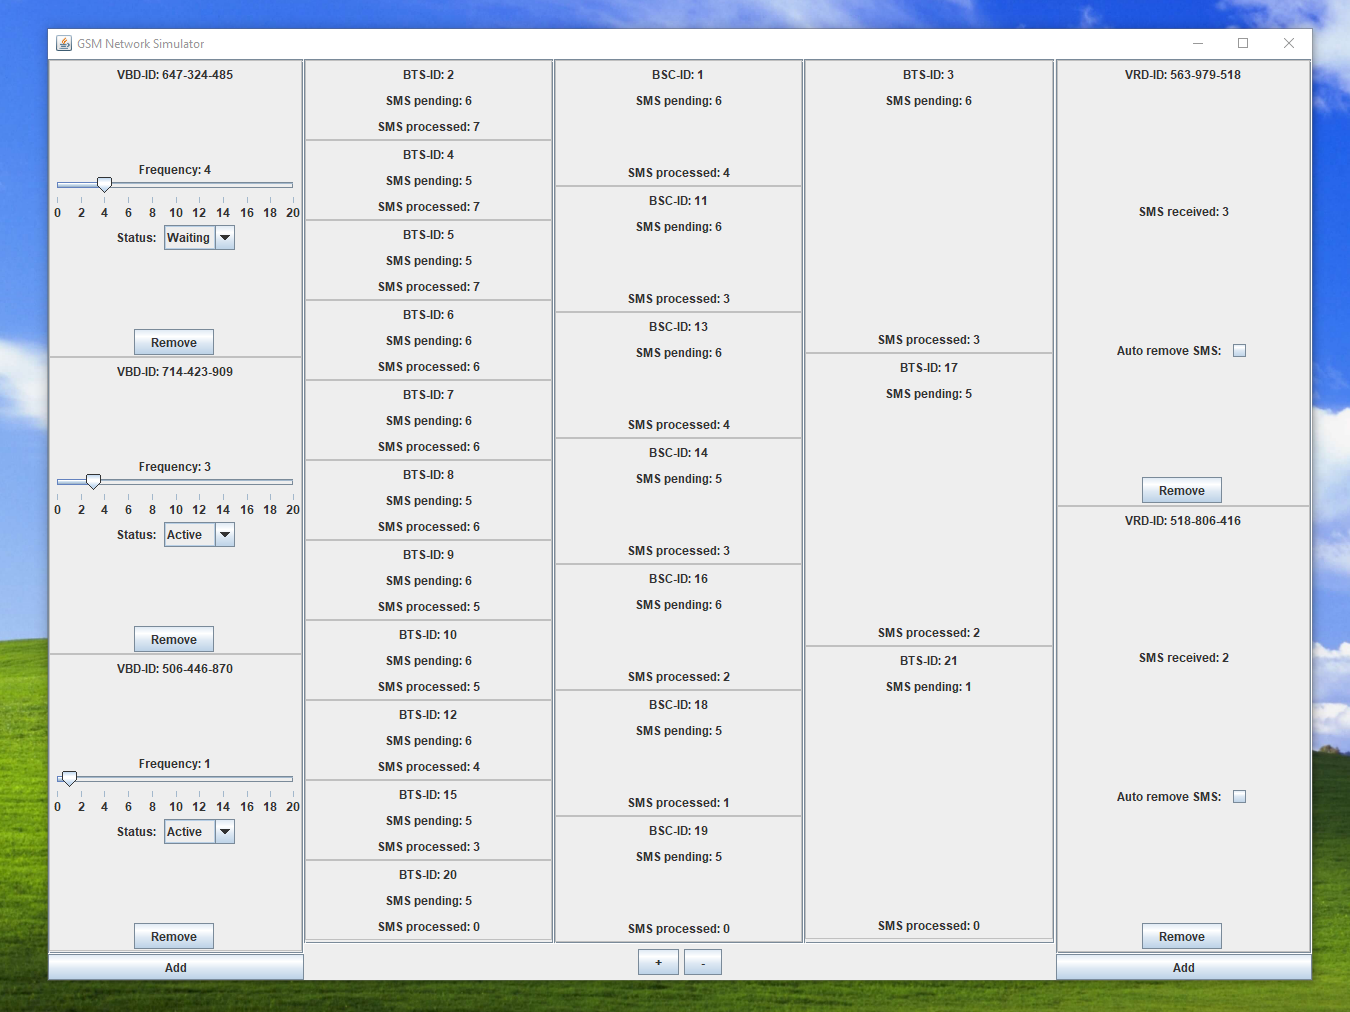 GSM Network Simulator
VBD-ID: 647-324-485
Frequency: 4
0 2 4 6 8 10 12 14 16 18 20
Status: Waiting
Remove
VBD-ID: 714-423-909
Frequency: 3
0 2 4 6 8 10 12 14 16 18 20
Status: Active
Remove
VBD-ID: 506-446-870
Frequency: 1
0 2 4 6 8 10 12 14 16 18 20
Status: Active
Remove
Add
BTS-ID: 2
SMS pending: 6
SMS processed: 7
BTS-ID: 4
SMS pending: 5
SMS processed: 7
BTS-ID: 5
SMS pending: 5
SMS processed: 7
BTS-ID: 6
SMS pending: 6
SMS processed: 6
BTS-ID: 7
SMS pending: 6
SMS processed: 6
BTS-ID: 8
SMS pending: 5
SMS processed: 6
BTS-ID: 9
SMS pending: 6
SMS processed: 5
BTS-ID: 10
SMS pending: 6
SMS processed: 5
BTS-ID: 12
SMS pending: 6
SMS processed: 4
BTS-ID: 15
SMS pending: 5
SMS processed: 3
BTS-ID: 20
SMS pending: 5
SMS processed: 0
BSC-ID: 1
SMS pending: 6
SMS processed: 4
BSC-ID: 11
SMS pending: 6
SMS processed: 3
BSC-ID: 13
SMS pending: 6
SMS processed: 4
BSC-ID: 14
SMS pending: 5
SMS processed: 3
BSC-ID: 16
SMS pending: 6
SMS processed: 2
BSC-ID: 18
SMS pending: 5
SMS processed: 1
BSC-ID: 19
SMS pending: 5
SMS processed: 0
+ -
BTS-ID: 3
SMS pending: 6
SMS processed: 3
BTS-ID: 17
SMS pending: 5
SMS processed: 2
BTS-ID: 21
SMS pending: 1
SMS processed: 0
VRD-ID: 563-979-518
SMS received: 3
Auto remove SMS:
Remove
VRD-ID: 518-806-416
SMS received: 2
Auto remove SMS:
Remove
Add